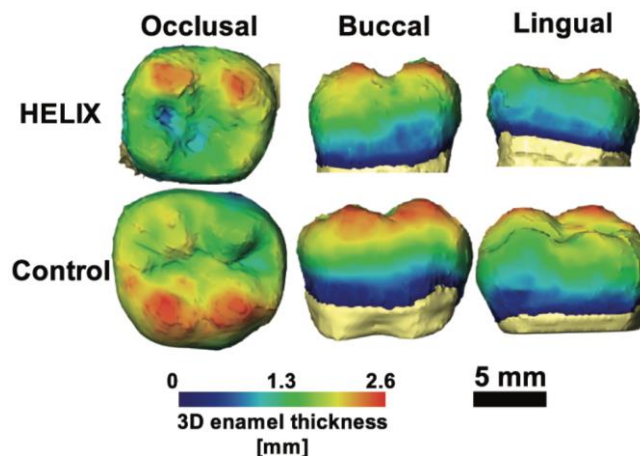 Occlusal Buccal Lingual
HELIX
Control
0 1.3 2.6
3D enamel thickness
[mm]
5 mm